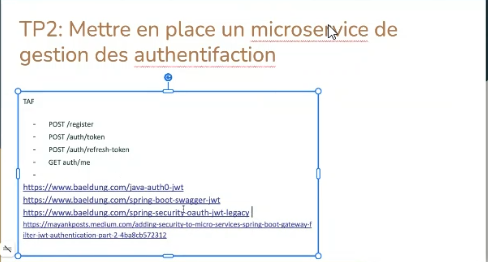 TP2: Mettre en place un microservice de
gestion des authentifaction
TAF
- POST /register
- POST /auth/token
- POST /auth/refresh-token
- GET auth/me
-
https://www.baeldung.com/java-auth0-jwt
https://www.baeldung.com/spring-boot-swagger-jwt
https://www.baeldung.com/spring-security-oauth-jwt-legacy
https://mayankposts.medium.com/adding-security-to-micro-services-spring-boot-gateway-f
ilter-jwt-authentication-part-2-4ba8cb572312